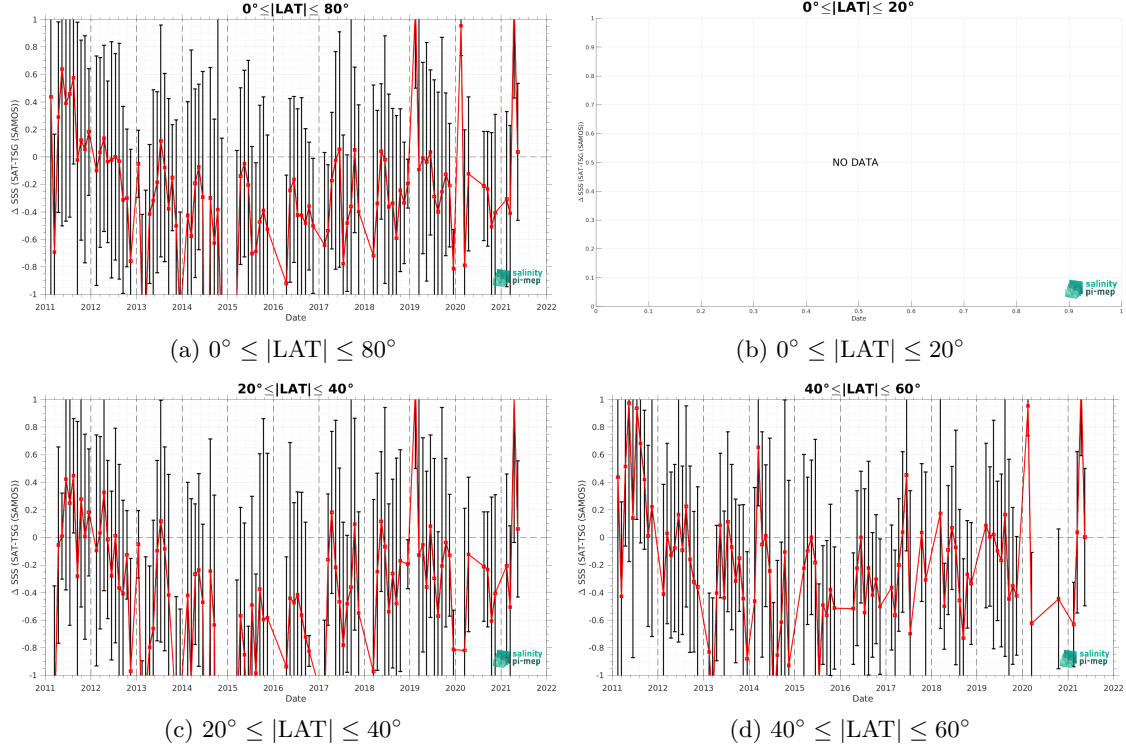 0°≤|LAT|≤ 80°
Δ SSS (SAT-TSG (SAMOS))
1
0.8
0.6
0.4
0.2
0
-0.2
-0.4
-0.6
-0.8
-1
2011 2012 2013 2014 2015 2016 2017 2018 2019 2020 2021 2022
Date
salinity
pi-mep
(a) 0° ≤ |LAT| ≤ 80°
0°≤|LAT|≤ 20°
Δ SSS (SAT-TSG (SAMOS))
1
0.9
0.8
0.7
0.6
0.5
0.4
0.3
0.2
0.1
0
NO DATA
0 0.1 0.2 0.3 0.4 0.5 0.6 0.7 0.8 0.9 1
Date
salinity
pi-mep
(b) 0° ≤ |LAT| ≤ 20°
20°≤|LAT|≤ 40°
Δ SSS (SAT-TSG (SAMOS))
1
0.8
0.6
0.4
0.2
0
-0.2
-0.4
-0.6
-0.8
-1
2011 2012 2013 2014 2015 2016 2017 2018 2019 2020 2021 2022
Date
salinity
pi-mep
(c) 20° ≤ |LAT| ≤ 40°
40°≤|LAT|≤ 60°
Δ SSS (SAT-TSG (SAMOS))
1
0.8
0.6
0.4
0.2
0
-0.2
-0.4
-0.6
-0.8
-1
2011 2012 2013 2014 2015 2016 2017 2018 2019 2020 2021 2022
Date
salinity
pi-mep
(d) 40° ≤ |LAT| ≤ 60°